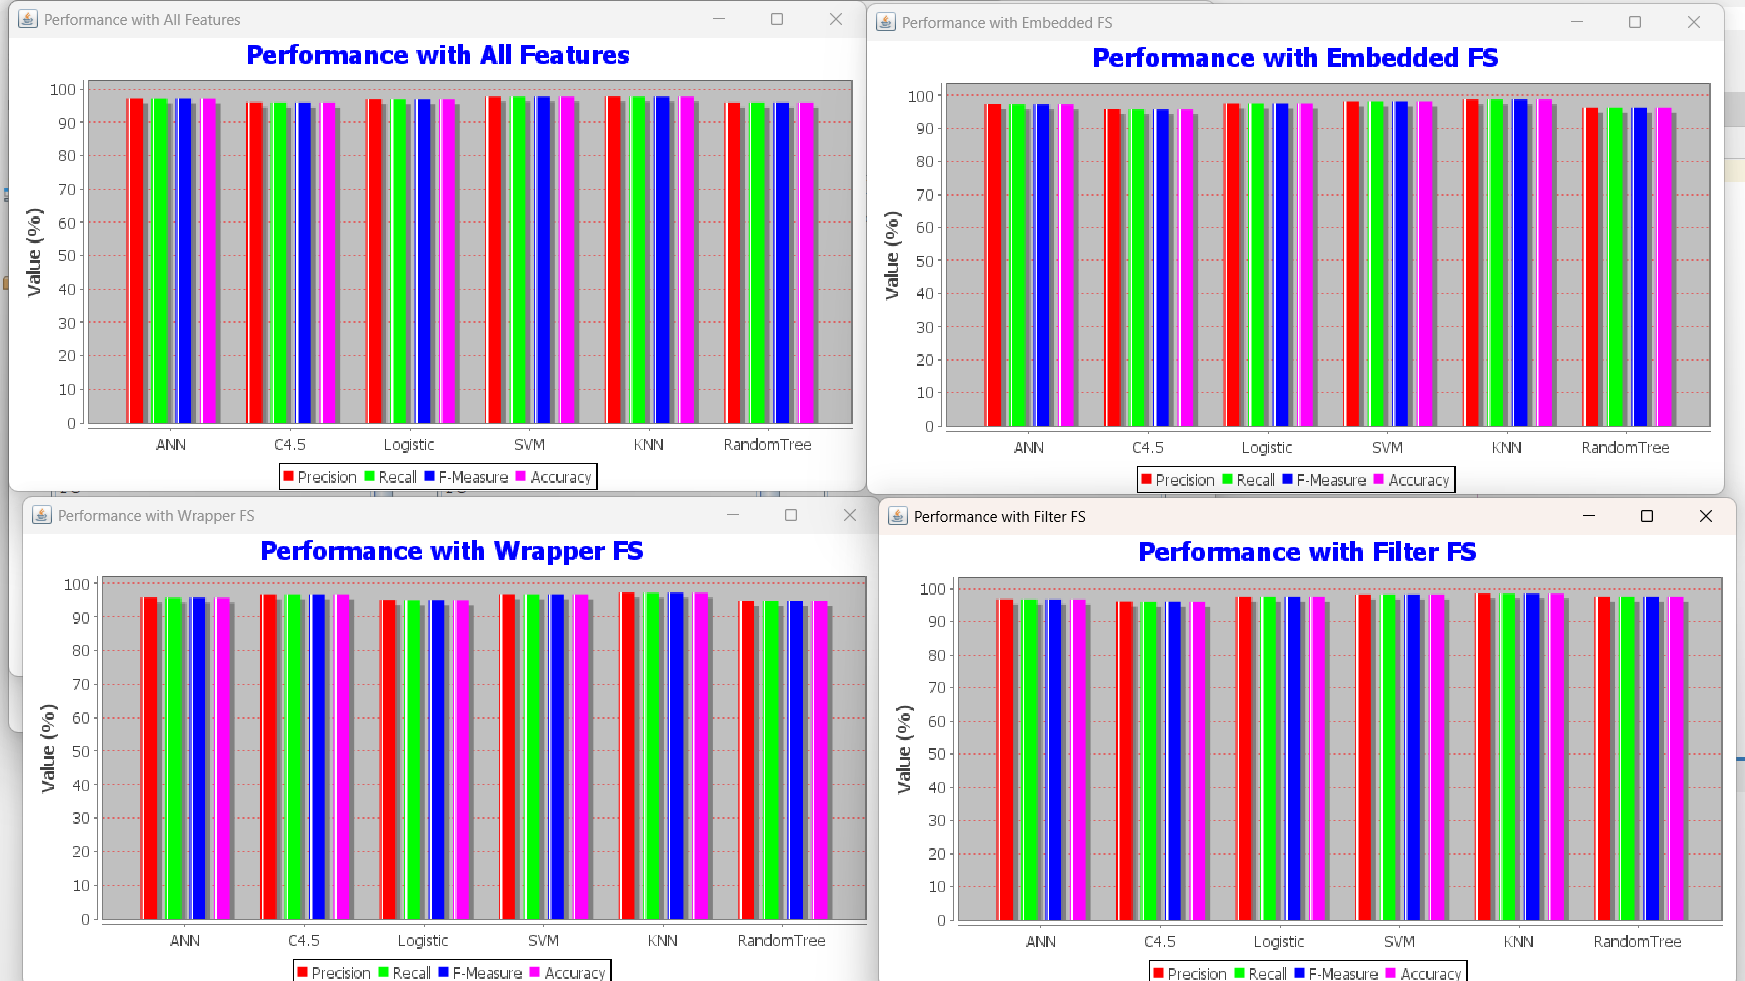 Performance with All Features
Performance with All Features
Value (%)
100
90
80
70
60
50
40
30
20
10
0
ANN C4.5 Logistic SVM KNN RandomTree
Precision Recall F-Measure Accuracy
Performance with Embedded FS
Performance with Embedded FS
Value (%)
100
90
80
70
60
50
40
30
20
10
0
ANN C4.5 Logistic SVM KNN RandomTree
Precision Recall F-Measure Accuracy
Performance with Wrapper FS
Performance with Wrapper FS
Value (%)
100
90
80
70
60
50
40
30
20
10
0
ANN C4.5 Logistic SVM KNN RandomTree
Precision Recall F-Measure Accuracy
Performance with Filter FS
Performance with Filter FS
Value (%)
100
90
80
70
60
50
40
30
20
10
0
ANN C4.5 Logistic SVM KNN RandomTree
Precision Recall F-Measure Accuracy